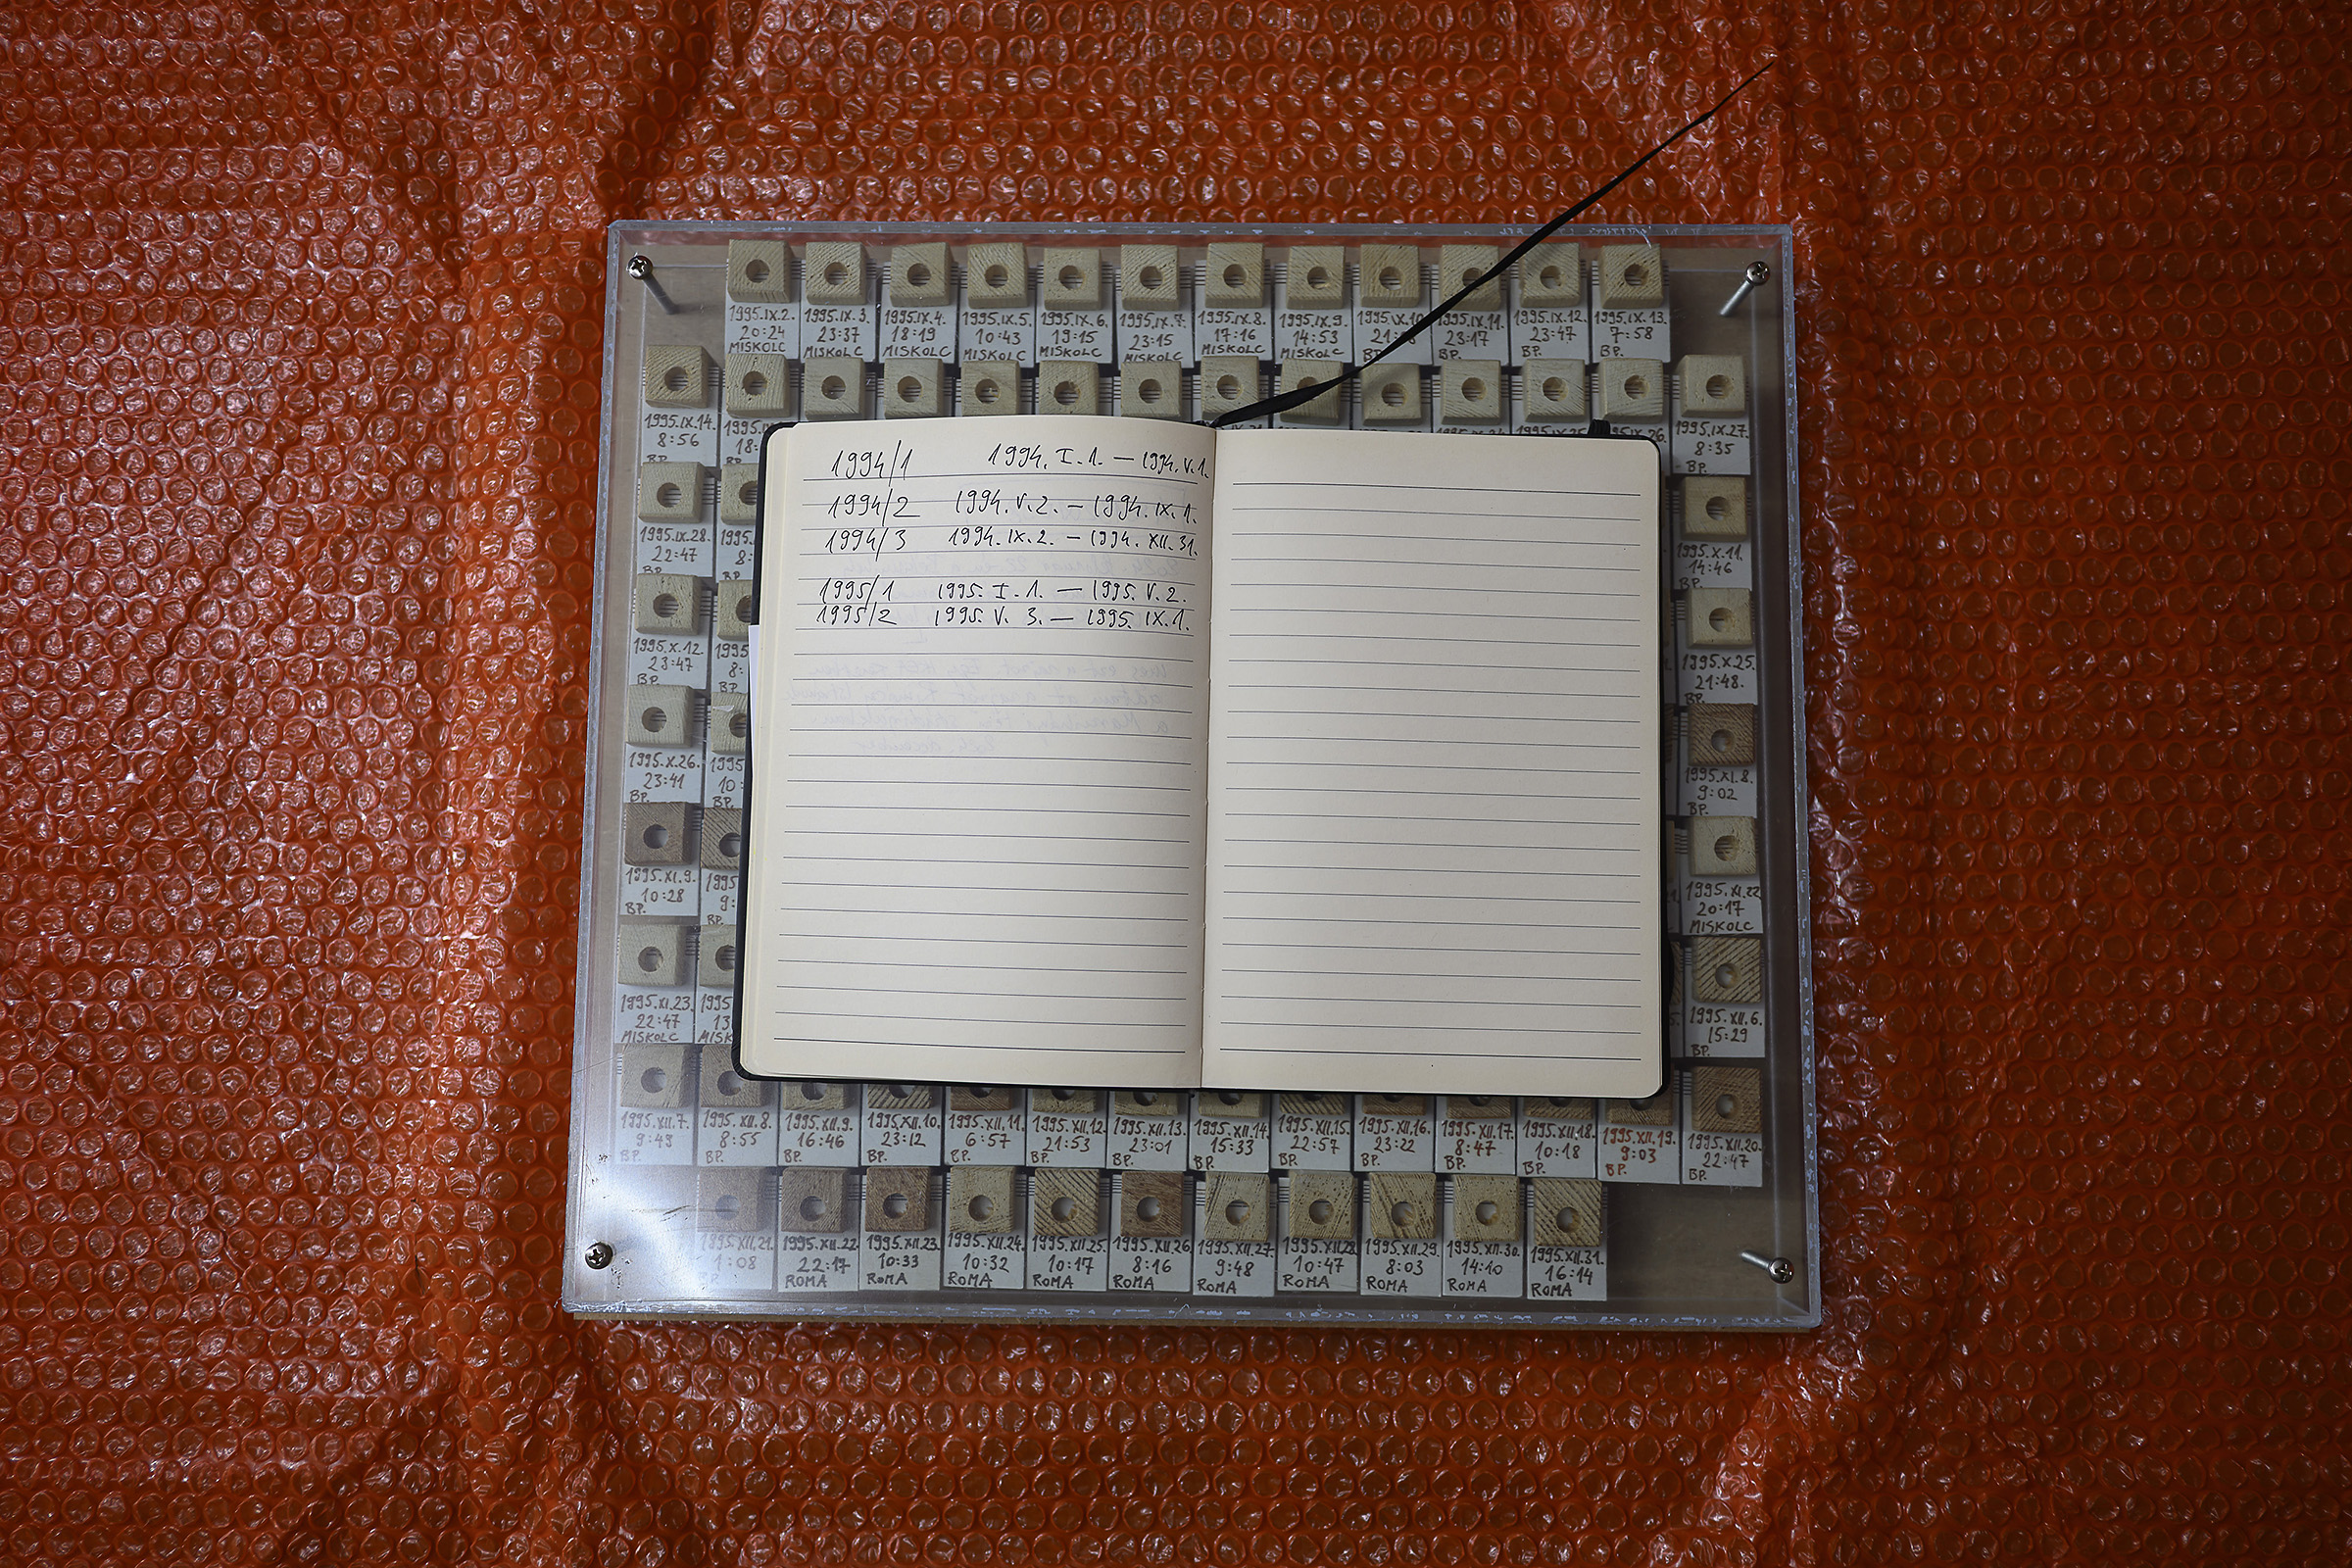 1995.IX.2.
20:24
MISKOLC
1995.IX.3.
23:37
MISKOLC
1995.IX.4.
18:19
MISKOLC
1995.IX.5.
10:43
MISKOLC
1995.IX.6.
19:15
MISKOLC
1995.IX.7.
23:15
MISKOLC
1995.IX.8.
17:16
MISKOLC
1995.IX.9.
14:53
MISKOLC
1995.IX.10.
BP.
1995.IX.11.
23:17
BP.
1995.IX.12.
23:47
BP.
1995.IX.13.
7:58
BP.
1995.IX.14.
8:56
BP.
1995.IX.27.
8:35
BP.
1995.IX.28.
22:47
BP.
1995.X.11.
14:46
BP.
1995.X.12.
23:47
BP.
1995.X.25.
21:48.
BP.
1995.X.26.
23:41
BP.
1995.XI.8.
9:02
BP.
1995.XI.9.
10:28
BP.
1995.XI.22.
20:17
MISKOLC
1995.XI.23.
22:47
MISKOLC
1995.XII.6.
15:29
BP.
1994/1 1994. I. 1. — 1994. V. 1.
1994/2 1994. V. 2. — 1994. IX. 1.
1994/3 1994. IX. 2. — 1994. XII. 31.
1995/1 1995. I. 1. — 1995. V. 2.
1995/2 1995. V. 3. — 1995. IX. 1.
1995.XII.7.
9:49
BP.
1995.XII.8.
8:55
BP.
1995.XII.9.
16:46
BP.
1995.XII.10.
23:12
BP.
1995.XII.11.
6:57
BP.
1995.XII.12.
21:53
BP.
1995.XII.13.
23:01
BP.
1995.XII.14.
15:33
BP.
1995.XII.15.
22:57
BP.
1995.XII.16.
23:22
BP.
1995.XII.17.
8:47
BP.
1995.XII.18.
10:18
BP.
1995.XII.19.
9:03
BP.
1995.XII.20.
22:47
BP.
1995.XII.21.
1:08
1995.XII.22.
22:17
ROMA
1995.XII.23.
10:33
ROMA
1995.XII.24.
10:32
ROMA
1995.XII.25.
10:17
ROMA
1995.XII.26.
8:16
ROMA
1995.XII.27.
9:48
ROMA
1995.XII.28.
10:47
ROMA
1995.XII.29.
8:03
ROMA
1995.XII.30.
14:10
ROMA
1995.XII.31.
16:14
ROMA